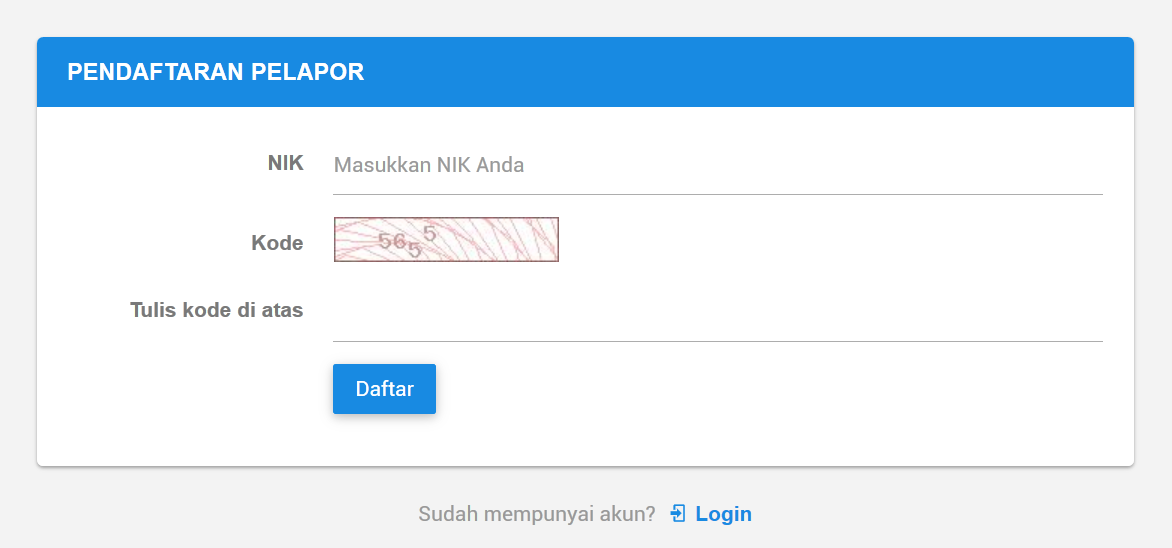 PENDAFTARAN PELAPOR
NIK
Masukkan NIK Anda
Kode
5655
Tulis kode di atas
Daftar
Sudah mempunyai akun? Login